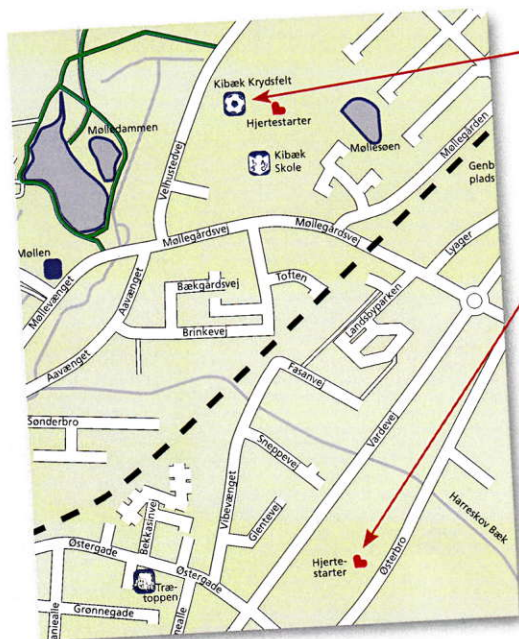 Kibæk Krydsfelt
Hjertestarter
Kibæk
Skole
Møllesøen
Mølledammen
Velhustedvej
Møllegården
Genb
plads
Møllegårdsvej
Møllegårdsvej
Lyager
Møllen
Møllevænget
Aavænget
Bækgårdsvej
Toften
Landsbyparken
Brinkevej
Aavænget
Fasanvej
Vardevej
Sønderbro
Sneppevej
Vibevænget
Glentevej
Bekkasinvej
Harreskov Bæk
Østergade
Østergade
Hjerte-
starter
Østerbro
Træ-
toppen
Grønnegade
aniealle
nealle